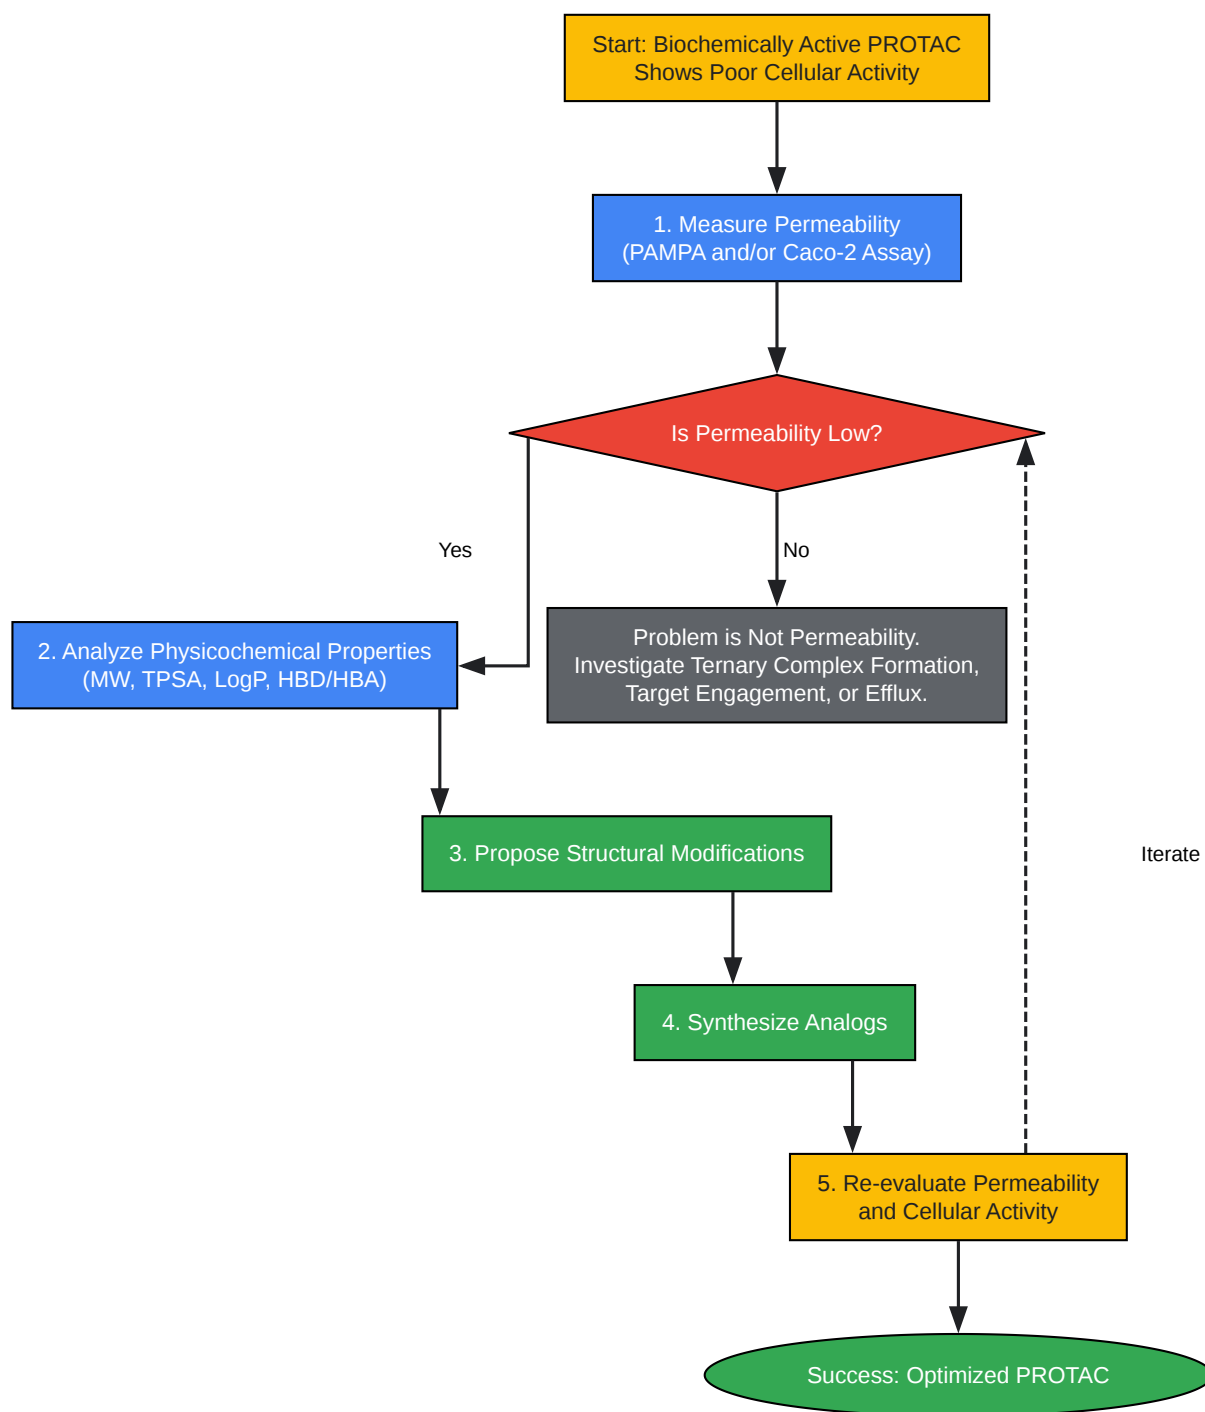 Start: Biochemically Active PROTAC
Shows Poor Cellular Activity
1. Measure Permeability
(PAMPA and/or Caco-2 Assay)
Is Permeability Low?
Yes
No
2. Analyze Physicochemical Properties
(MW, TPSA, LogP, HBD/HBA)
Problem is Not Permeability.
Investigate Ternary Complex Formation,
Target Engagement, or Efflux.
3. Propose Structural Modifications
Iterate
4. Synthesize Analogs
5. Re-evaluate Permeability
and Cellular Activity
Success: Optimized PROTAC